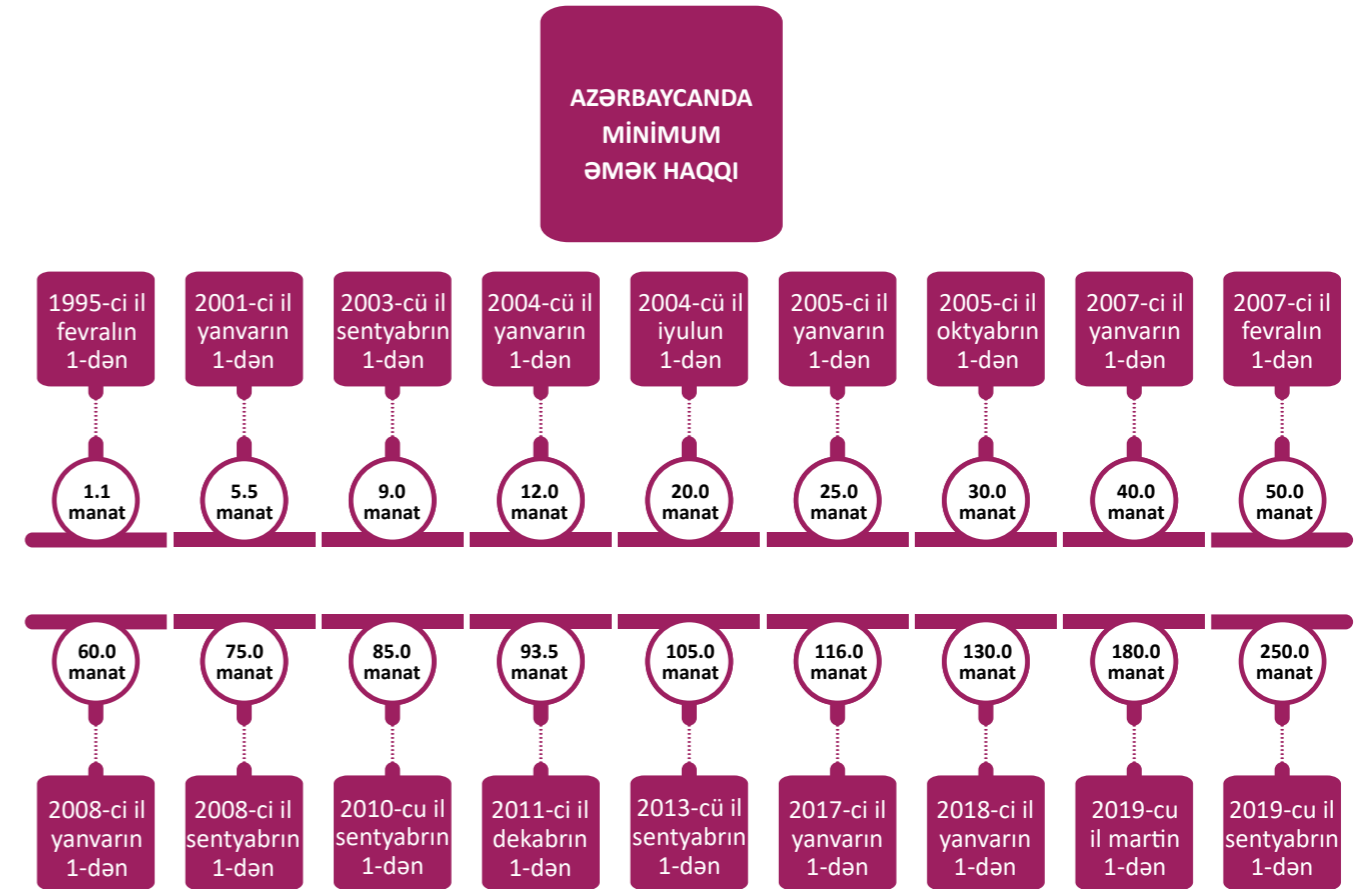 AZƏRBAYCANDA
MİNİMUM
ƏMƏK HAQQI
1995-ci il
fevralın
1-dən
2001-ci il
yanvarın
1-dən
2003-cü il
sentyabrın
1-dən
2004-cü il
yanvarın
1-dən
2004-cü il
iyulun
1-dən
2005-ci il
yanvarın
1-dən
2005-ci il
oktyabrın
1-dən
2007-ci il
yanvarın
1-dən
2007-ci il
fevralın
1-dən
1.1
manat
5.5
manat
9.0
manat
12.0
manat
20.0
manat
25.0
manat
30.0
manat
40.0
manat
50.0
manat
60.0
manat
75.0
manat
85.0
manat
93.5
manat
105.0
manat
116.0
manat
130.0
manat
180.0
manat
250.0
manat
2008-ci il
yanvarın
1-dən
2008-ci il
sentyabrın
1-dən
2010-cu il
sentyabrın
1-dən
2011-ci il
dekabrın
1-dən
2013-cü il
sentyabrın
1-dən
2017-ci il
yanvarın
1-dən
2018-ci il
yanvarın
1-dən
2019-cu
il martin
1-dən
2019-cu il
sentyabrın
1-dən